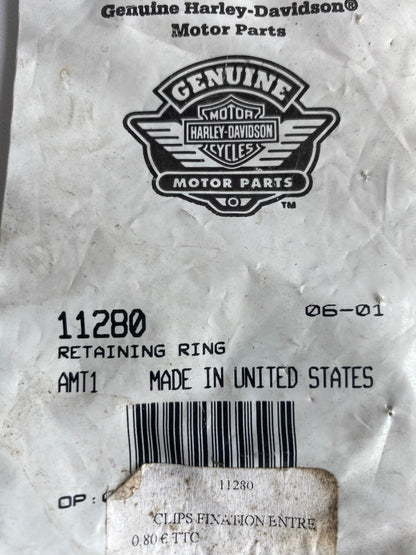 Genuine Harley-Davidson®
Motor Parts
GENUINE
MOTOR
HARLEY-DAVIDSON
CYCLES
MOTOR PARTS
TM
11280 06-01
RETAINING RING
AMT1 MADE IN UNITED STATES
OP:
11280
CLIPS FIXATION ENTRE
0,80 € TTC